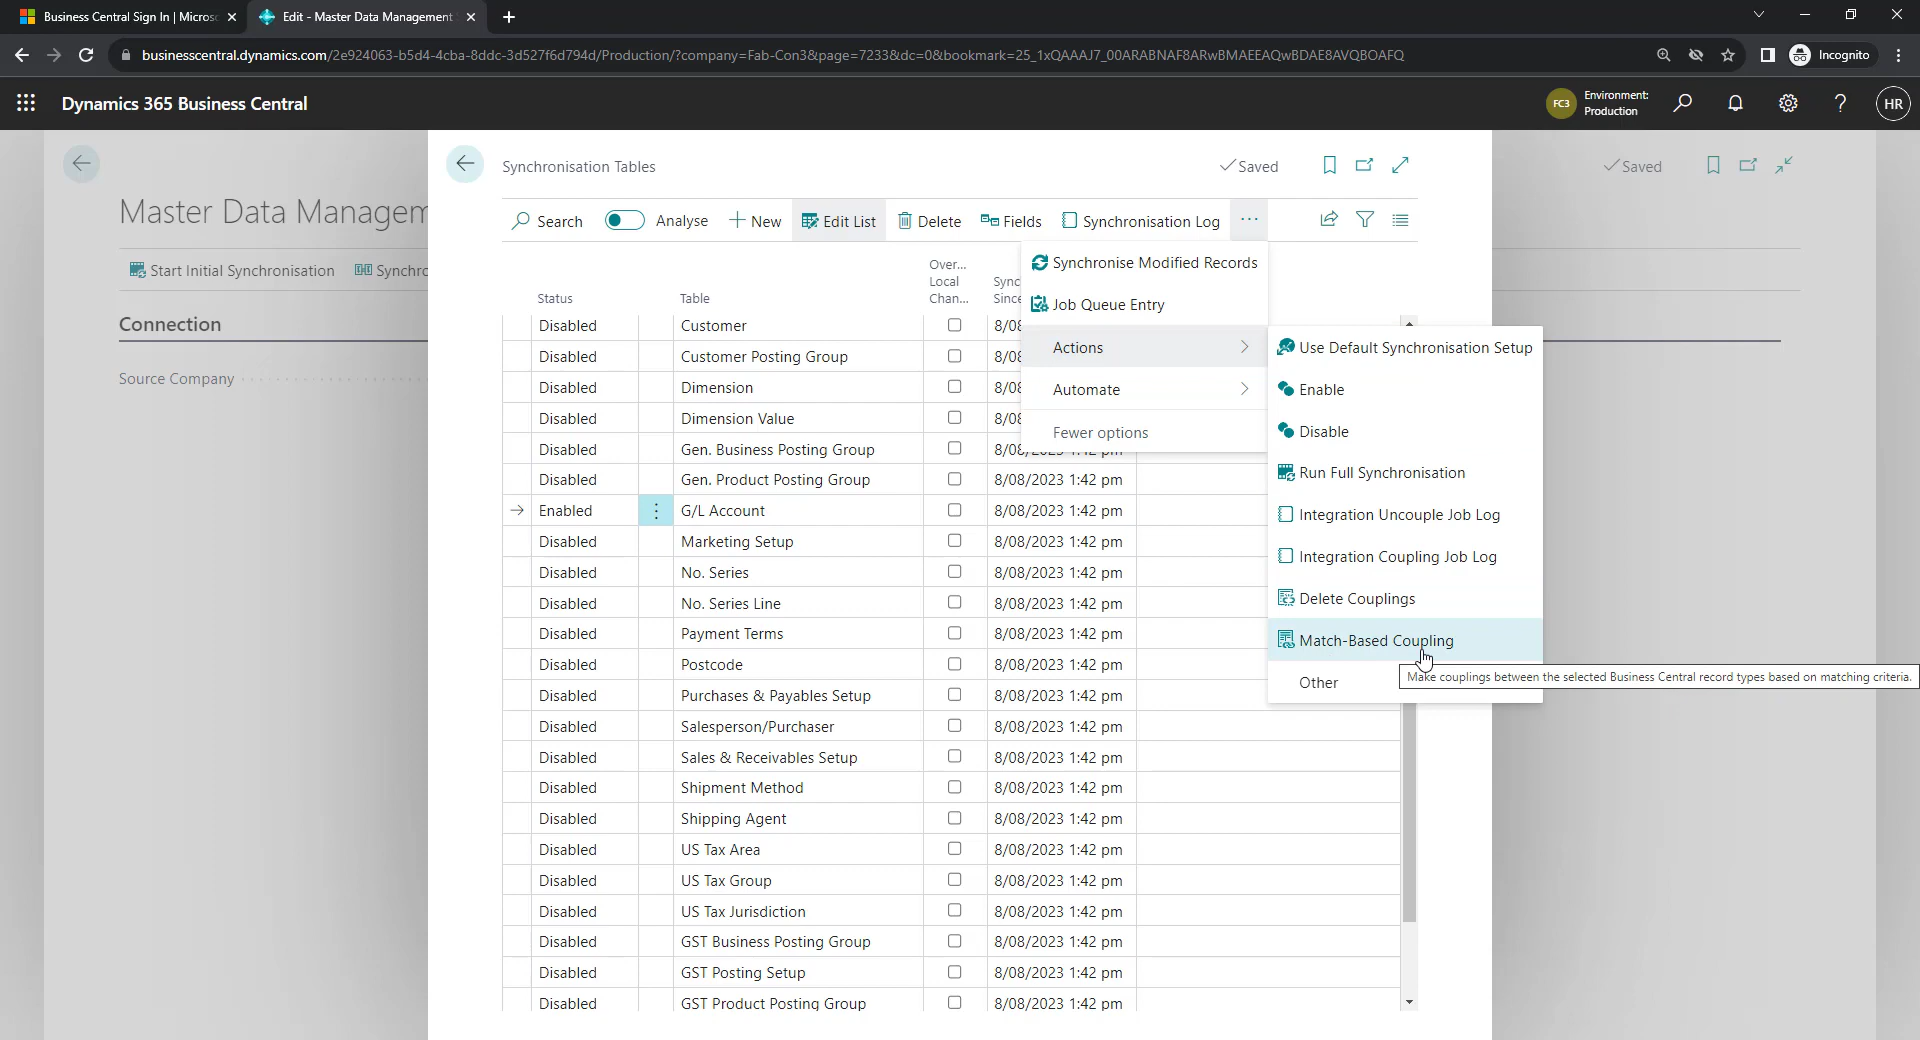 Business Central Sign In | Micros
Edit - Master Data Management
businesscentral.dynamics.com/2e924063-b5d4-4cba-8ddc-3d527f6d794d/Production/?company=Fab-Con3&page=7233&dc=0&bookmark=25_1xQAAAJ7_00ARABNAF8ARwBMAEEAQwBDAE8AVQBOAFQ
Incognito
Dynamics 365 Business Central
FC3
Environment:
Production
?
HR
Synchronisation Tables
Saved
Saved
Master Data Managem
Search
Analyse
New
Edit List
Delete
Fields
Synchronisation Log
Start Initial Synchronisation
Synchro
Connection
Source Company
Status
Table
Over...
Local
Chan...
Sync
Since
Synchronise Modified Records
Job Queue Entry
Actions
Automate
Fewer options
Use Default Synchronisation Setup
Enable
Disable
Run Full Synchronisation
Integration Uncouple Job Log
Integration Coupling Job Log
Delete Couplings
Match-Based Coupling
Other
Make couplings between the selected Business Central record types based on matching criteria.
Disabled Customer 8/08
Disabled Customer Posting Group 8/08
Disabled Dimension 8/08
Disabled Dimension Value 8/08
Disabled Gen. Business Posting Group 8/08/2023 1:42 pm
Disabled Gen. Product Posting Group 8/08/2023 1:42 pm
Enabled G/L Account 8/08/2023 1:42 pm
Disabled Marketing Setup 8/08/2023 1:42 pm
Disabled No. Series 8/08/2023 1:42 pm
Disabled No. Series Line 8/08/2023 1:42 pm
Disabled Payment Terms 8/08/2023 1:42 pm
Disabled Postcode 8/08/2023 1:42 pm
Disabled Purchases & Payables Setup 8/08/2023 1:42 pm
Disabled Salesperson/Purchaser 8/08/2023 1:42 pm
Disabled Sales & Receivables Setup 8/08/2023 1:42 pm
Disabled Shipment Method 8/08/2023 1:42 pm
Disabled Shipping Agent 8/08/2023 1:42 pm
Disabled US Tax Area 8/08/2023 1:42 pm
Disabled US Tax Group 8/08/2023 1:42 pm
Disabled US Tax Jurisdiction 8/08/2023 1:42 pm
Disabled GST Business Posting Group 8/08/2023 1:42 pm
Disabled GST Posting Setup 8/08/2023 1:42 pm
Disabled GST Product Posting Group 8/08/2023 1:42 pm